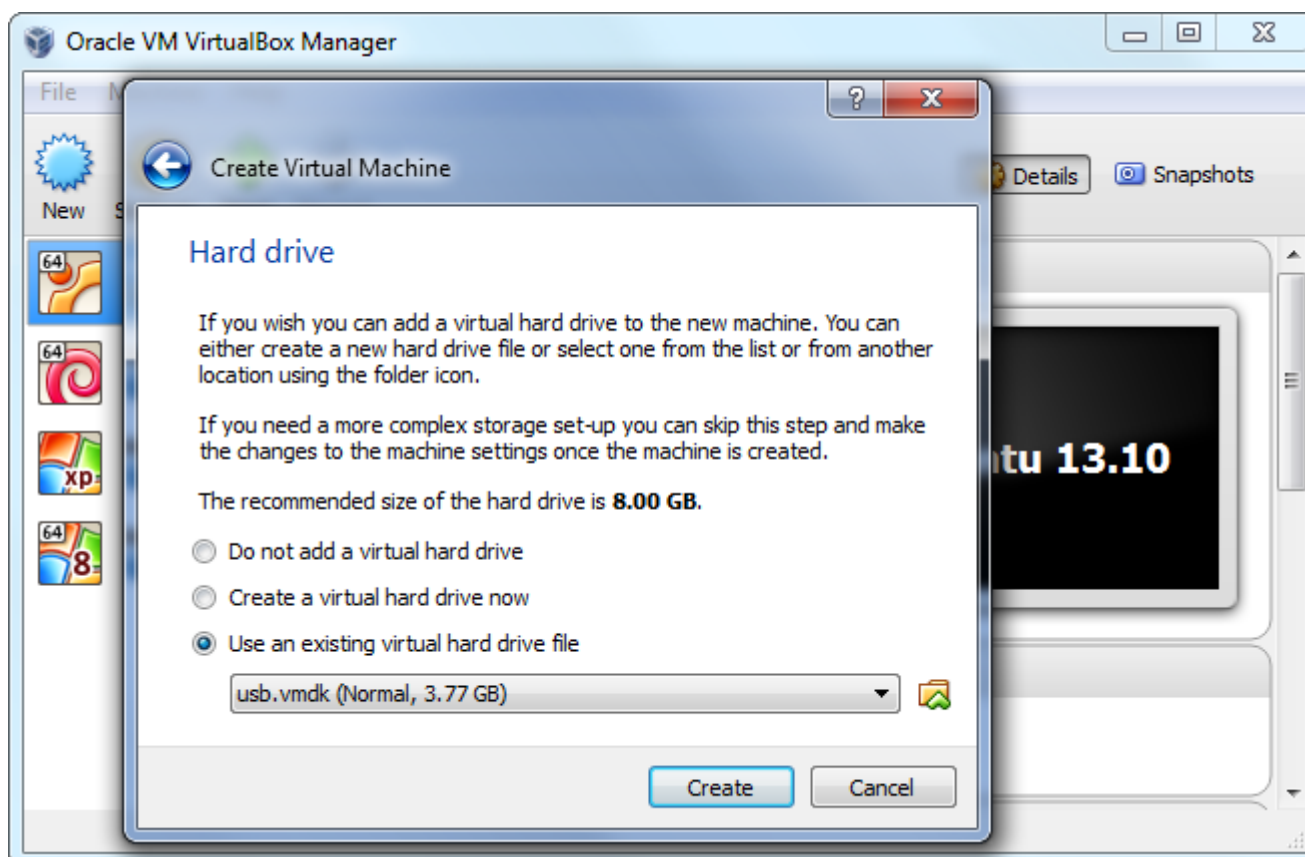 Oracle VM VirtualBox Manager
File
Create Virtual Machine
New
Details
Snapshots
Hard drive
If you wish you can add a virtual hard drive to the new machine. You can
either create a new hard drive file or select one from the list or from another
location using the folder icon.
If you need a more complex storage set-up you can skip this step and make
the changes to the machine settings once the machine is created.
The recommended size of the hard drive is 8.00 GB.
Do not add a virtual hard drive
Create a virtual hard drive now
Use an existing virtual hard drive file
usb.vmdk (Normal, 3.77 GB)
Create
Cancel
64
64
xp
64
8
13.10